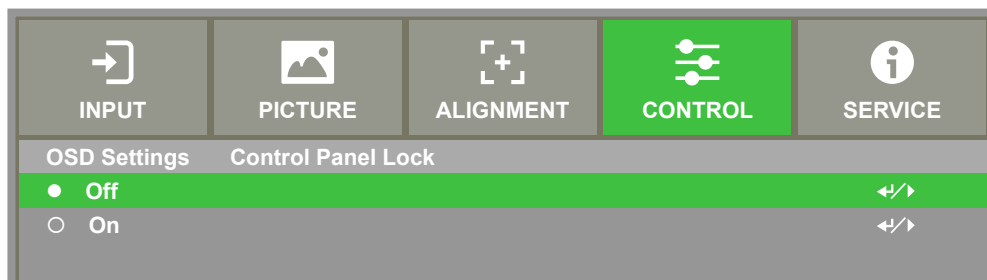 INPUT PICTURE ALIGNMENT CONTROL SERVICE
OSD Settings Control Panel Lock
Off
On